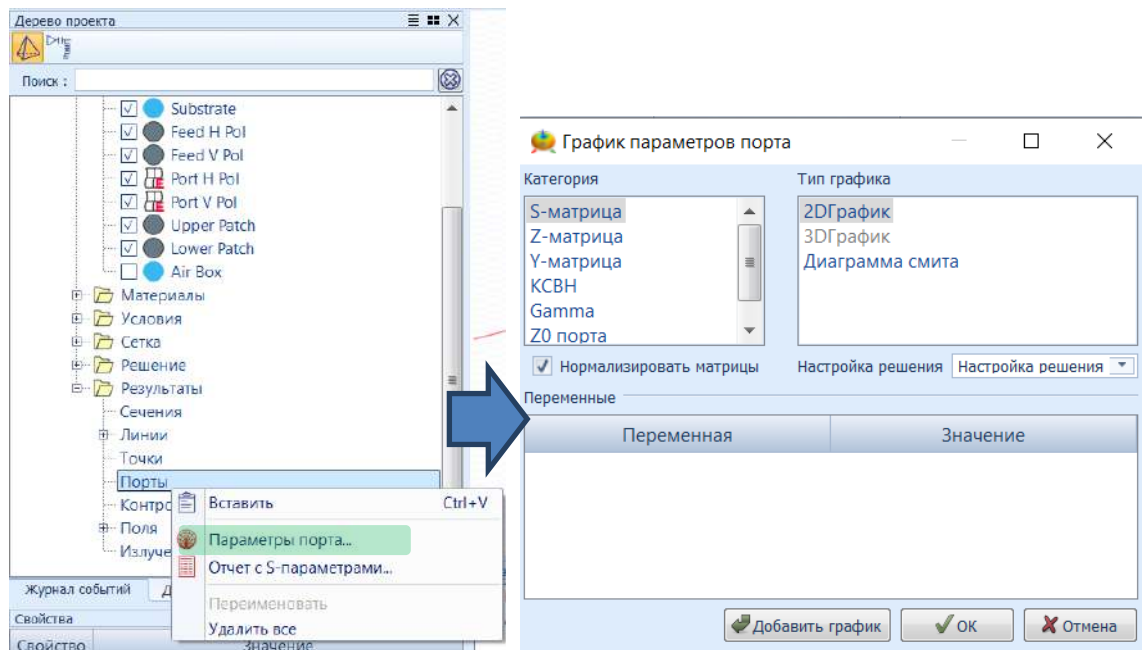 Дерево проекта
Поиск :
Substrate
Feed H Pol
Feed V Pol
Port H Pol
Port V Pol
Upper Patch
Lower Patch
Air Box
Материалы
Условия
Сетка
Решение
Результаты
Сечения
Линии
Точки
Порты
Контро
Поля
Излуче
Вставить Ctrl+V
Параметры порта...
Отчет с S-параметрами...
Переименовать
Удалить все
Журнал событий Д
Свойства
Свойство Значение
График параметров порта
Категория
S-матрица
Z-матрица
Y-матрица
КСВН
Gamma
Z0 порта
Тип графика
2DГрафик
3DГрафик
Диаграмма смита
Нормализировать матрицы
Настройка решения Настройка решения
Переменные
Переменная Значение
Добавить график ОК Отмена